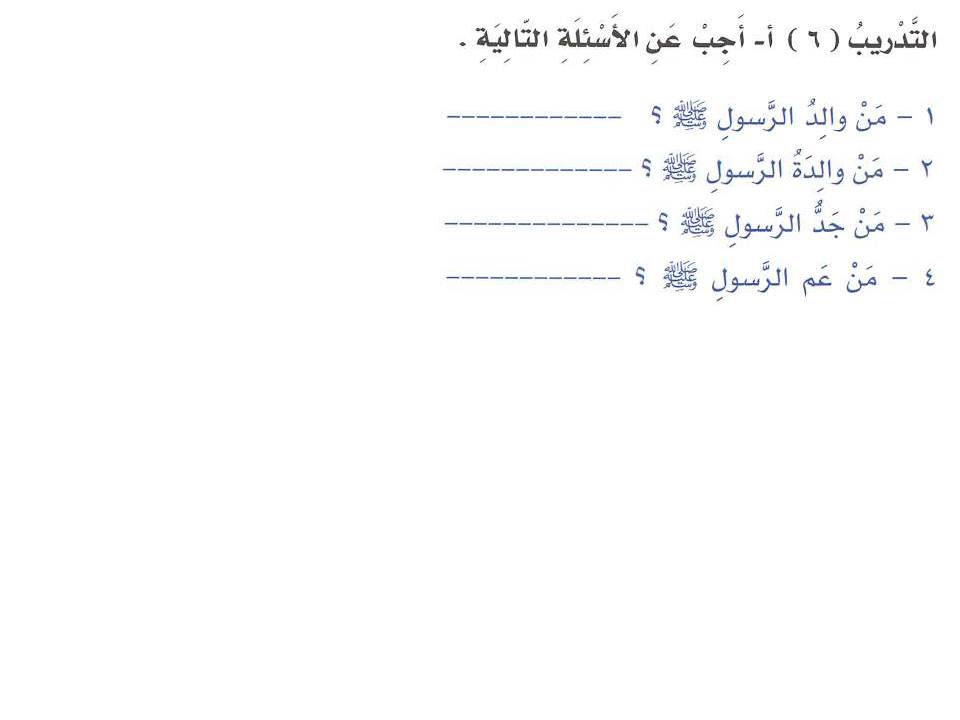 التَّدْرِيبُ ( ٦ ) أ- أَجِبْ عَنِ الأَسْئِلَةِ التّالِيَةِ .
١ - مَنْ والِدُ الرَّسولِ ﷺ ؟ ------------
٢ - مَنْ والِدَةُ الرَّسولِ ﷺ ؟ -------------
٣ - مَنْ جَدُّ الرَّسولِ ﷺ ؟ --------------
٤ - مَنْ عَم الرَّسولِ ﷺ ؟ ------------